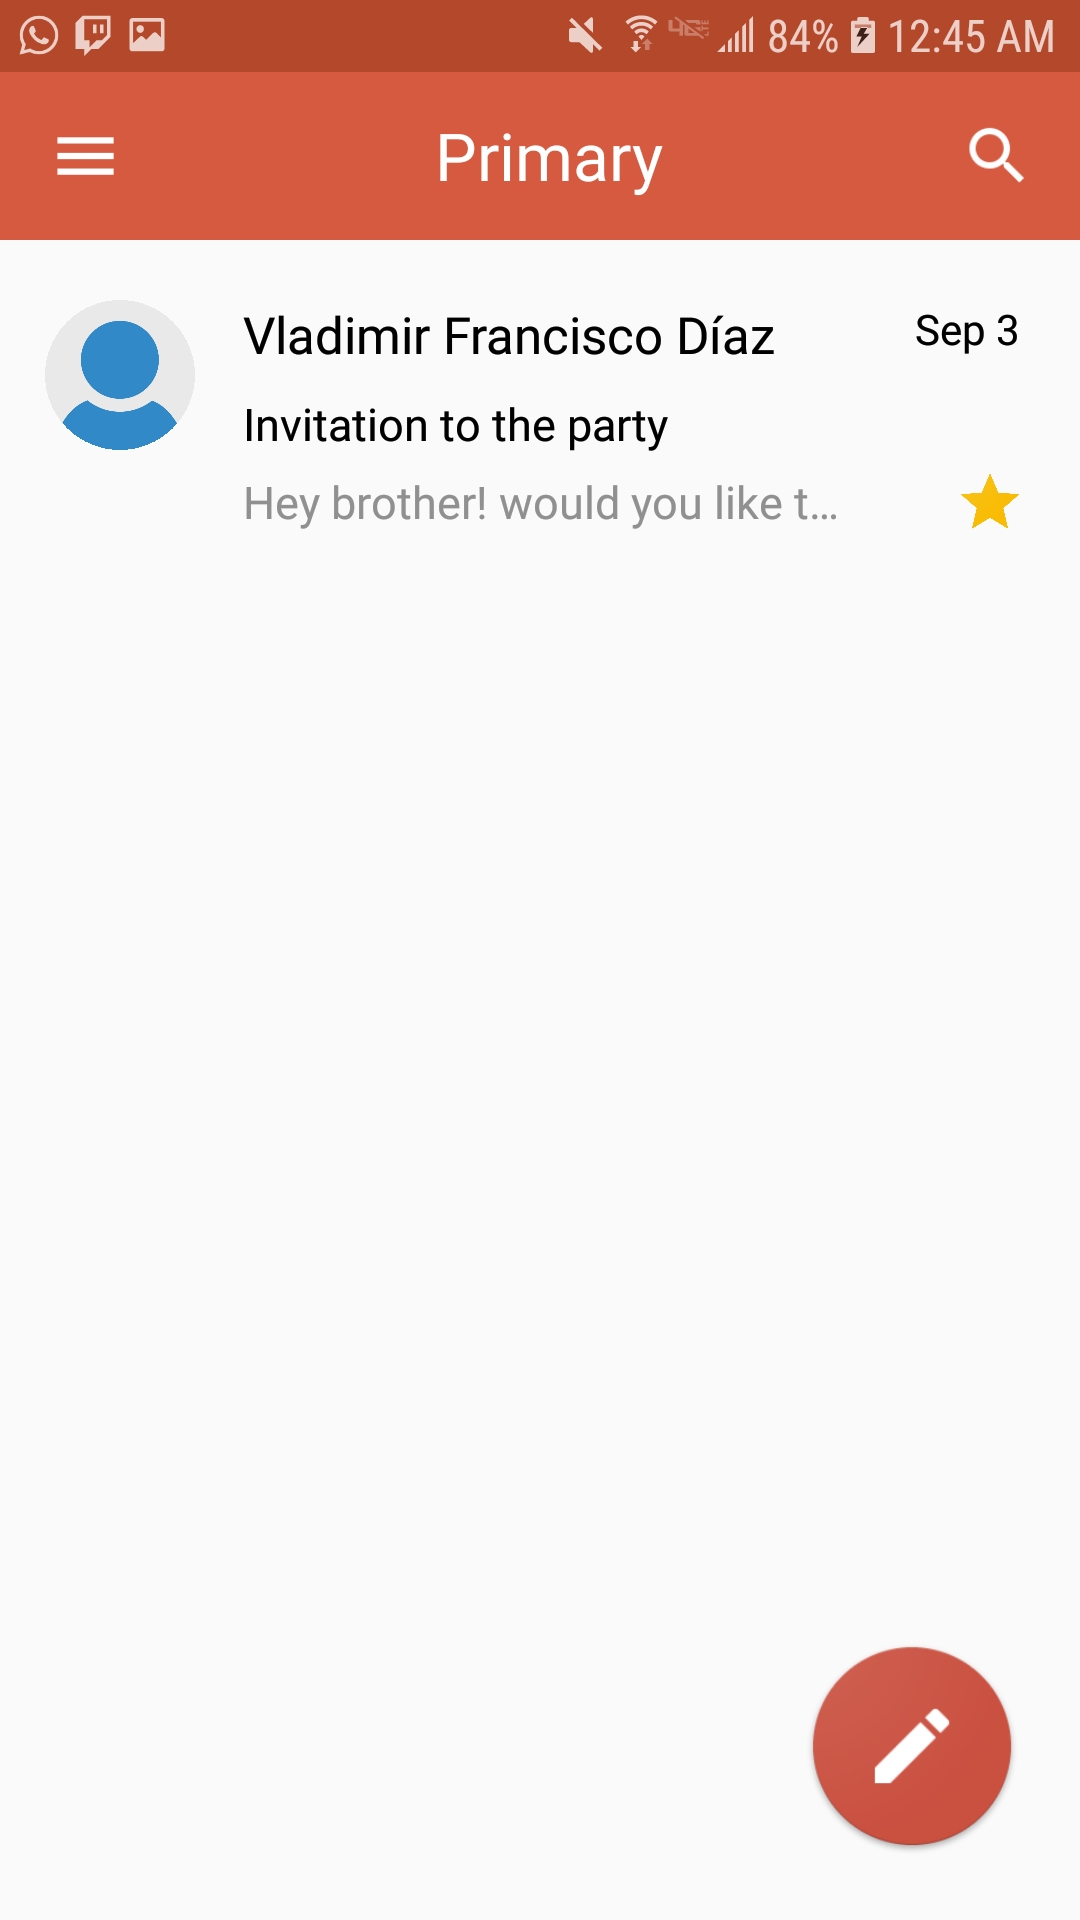 84% 12:45 AM
Primary
Vladimir Francisco Díaz
Sep 3
Invitation to the party
Hey brother! would you like t...